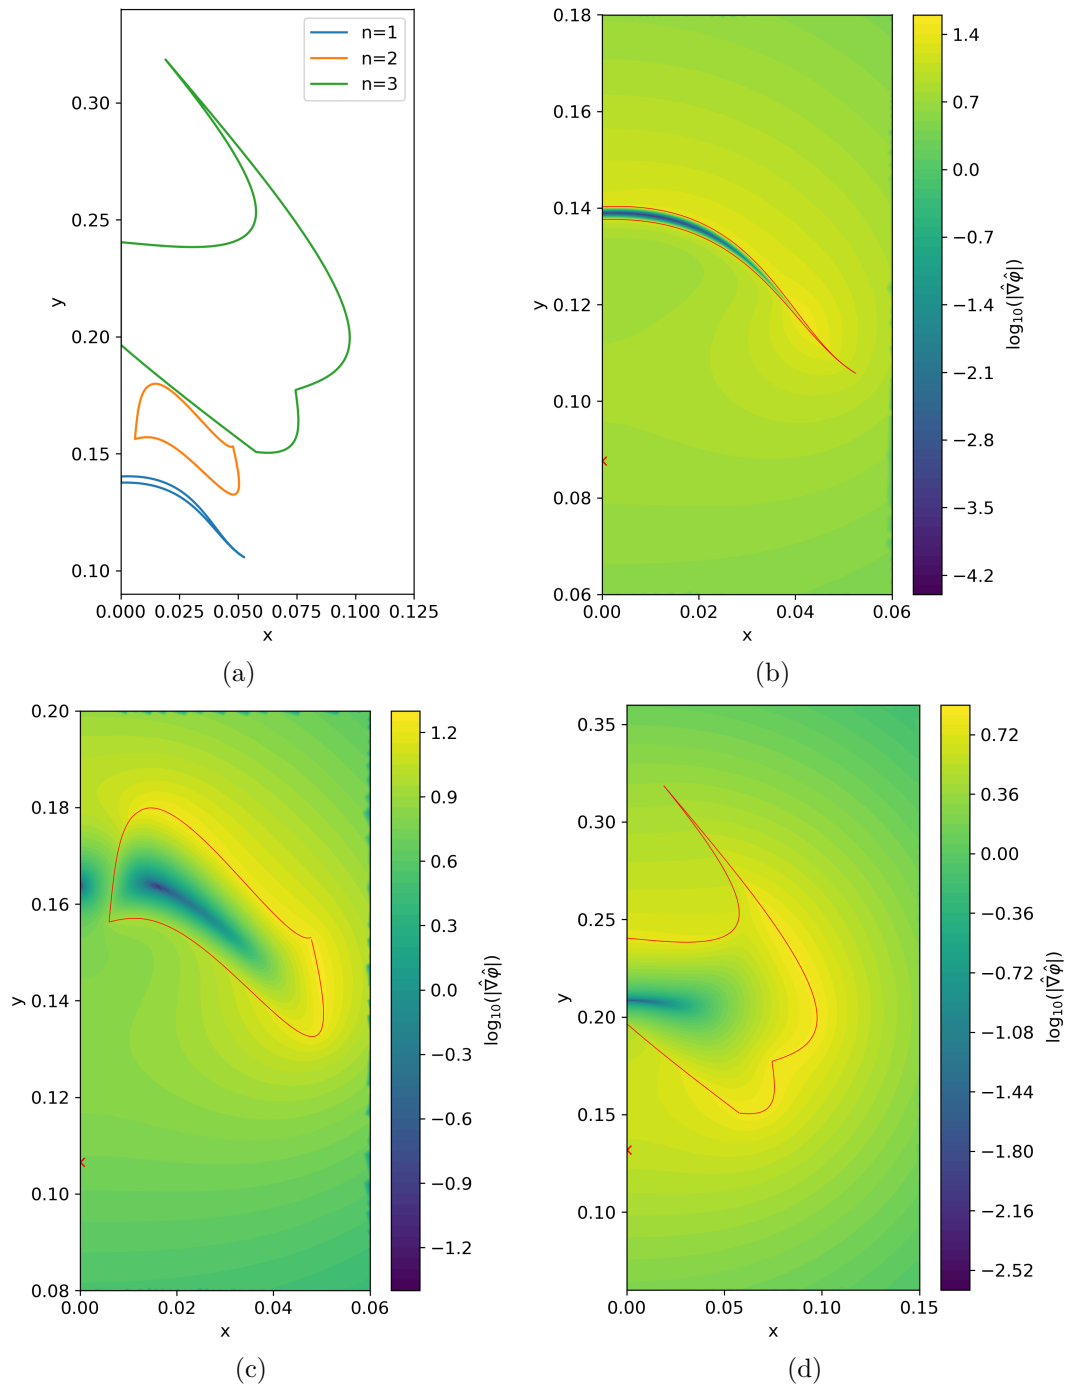 n=1
n=2
n=3
0.30
0.25
0.20
0.15
0.10
y
0.000 0.025 0.050 0.075 0.100 0.125
x
(a)
0.18
0.16
0.14
0.12
0.10
0.08
0.06
y
0.00 0.02 0.04 0.06
x
1.4
0.7
0.0
−0.7
−1.4
−2.1
−2.8
−3.5
−4.2
log₁₀(|∇̂φ̂|)
(b)
0.20
0.18
0.16
0.14
0.12
0.10
0.08
y
0.00 0.02 0.04 0.06
x
1.2
0.9
0.6
0.3
0.0
−0.3
−0.6
−0.9
−1.2
log₁₀(|∇̂φ̂|)
(c)
0.35
0.30
0.25
0.20
0.15
0.10
y
0.00 0.05 0.10 0.15
x
0.72
0.36
0.00
−0.36
−0.72
−1.08
−1.44
−1.80
−2.16
−2.52
log₁₀(|∇̂φ̂|)
(d)